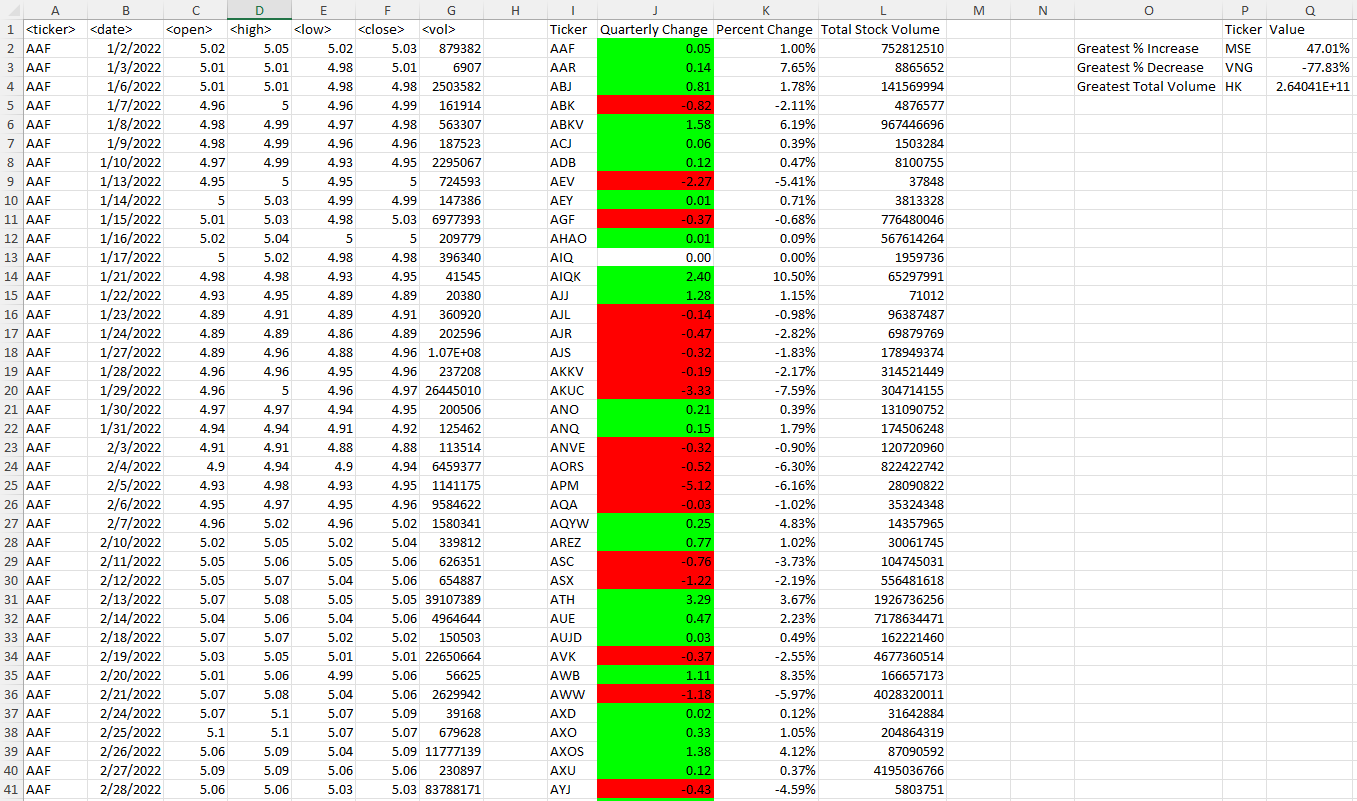 A B C D E F G H I J K L M N O P Q
1 <ticker> <date> <open> <high> <low> <close> <vol> Ticker Quarterly Change Percent Change Total Stock Volume Ticker Value
2 AAF 1/2/2022 5.02 5.05 5.02 5.03 879382 AAF 0.05 1.00% 752812510 Greatest % Increase MSE 47.01%
3 AAF 1/3/2022 5.01 5.01 4.98 5.01 6907 AAR 0.14 7.65% 8865652 Greatest % Decrease VNG -77.83%
4 AAF 1/6/2022 5.01 5.01 4.98 4.98 2503582 ABJ 0.81 1.78% 141569994 Greatest Total Volume HK 2.64041E+11
5 AAF 1/7/2022 4.96 5 4.96 4.99 161914 ABK -0.82 -2.11% 4876577
6 AAF 1/8/2022 4.98 4.99 4.97 4.98 563307 ABKV 1.58 6.19% 967446696
7 AAF 1/9/2022 4.98 4.99 4.96 4.96 187523 ACJ 0.06 0.39% 1503284
8 AAF 1/10/2022 4.97 4.99 4.93 4.95 2295067 ADB 0.12 0.47% 8100755
9 AAF 1/13/2022 4.95 5 4.95 5 724593 AEV -2.27 -5.41% 37848
10 AAF 1/14/2022 5 5.03 4.99 4.99 147386 AEY 0.01 0.71% 3813328
11 AAF 1/15/2022 5.01 5.03 4.98 5.03 6977393 AGF -0.37 -0.68% 776480046
12 AAF 1/16/2022 5.02 5.04 5 5 209779 AHAO 0.01 0.09% 567614264
13 AAF 1/17/2022 5 5.02 4.98 4.98 396340 AIQ 0.00 0.00% 1959736
14 AAF 1/21/2022 4.98 4.98 4.93 4.95 41545 AIQK 2.40 10.50% 65297991
15 AAF 1/22/2022 4.93 4.95 4.89 4.89 20380 AJJ 1.28 1.15% 71012
16 AAF 1/23/2022 4.89 4.91 4.89 4.91 360920 AJL -0.14 -0.98% 96387487
17 AAF 1/24/2022 4.89 4.89 4.86 4.89 202596 AJR -0.47 -2.82% 69879769
18 AAF 1/27/2022 4.89 4.96 4.88 4.96 1.07E+08 AJS -0.32 -1.83% 178949374
19 AAF 1/28/2022 4.96 4.96 4.95 4.96 237208 AKKV -0.19 -2.17% 314521449
20 AAF 1/29/2022 4.96 5 4.96 4.97 26445010 AKUC -3.33 -7.59% 304714155
21 AAF 1/30/2022 4.97 4.97 4.94 4.95 200506 ANO 0.21 0.39% 131090752
22 AAF 1/31/2022 4.94 4.94 4.91 4.92 125462 ANQ 0.15 1.79% 174506248
23 AAF 2/3/2022 4.91 4.91 4.88 4.88 113514 ANVE -0.32 -0.90% 120720960
24 AAF 2/4/2022 4.9 4.94 4.9 4.94 6459377 AORS -0.52 -6.30% 822422742
25 AAF 2/5/2022 4.93 4.98 4.93 4.95 1141175 APM -5.12 -6.16% 28090822
26 AAF 2/6/2022 4.95 4.97 4.95 4.96 9584622 AQA -0.03 -1.02% 35324348
27 AAF 2/7/2022 4.96 5.02 4.96 5.02 1580341 AQYW 0.25 4.83% 14357965
28 AAF 2/10/2022 5.02 5.05 5.02 5.04 339812 AREZ 0.77 1.02% 30061745
29 AAF 2/11/2022 5.05 5.06 5.05 5.06 626351 ASC -0.76 -3.73% 104745031
30 AAF 2/12/2022 5.05 5.07 5.04 5.06 654887 ASX -1.22 -2.19% 556481618
31 AAF 2/13/2022 5.07 5.08 5.05 5.05 39107389 ATH 3.29 3.67% 1926736256
32 AAF 2/14/2022 5.04 5.06 5.04 5.06 4964644 AUE 0.47 2.23% 7178634471
33 AAF 2/18/2022 5.07 5.07 5.02 5.02 150503 AUJD 0.03 0.49% 162221460
34 AAF 2/19/2022 5.03 5.05 5.01 5.01 22650664 AVK -0.37 -2.55% 4677360514
35 AAF 2/20/2022 5.01 5.06 4.99 5.06 56625 AWB 1.11 8.35% 166657173
36 AAF 2/21/2022 5.07 5.08 5.04 5.06 2629942 AWW -1.18 -5.97% 4028320011
37 AAF 2/24/2022 5.07 5.1 5.07 5.09 39168 AXD 0.02 0.12% 31642884
38 AAF 2/25/2022 5.1 5.1 5.07 5.07 679628 AXO 0.33 1.05% 204864319
39 AAF 2/26/2022 5.06 5.09 5.04 5.09 11777139 AXOS 1.38 4.12% 87090592
40 AAF 2/27/2022 5.09 5.09 5.06 5.06 230897 AXU 0.12 0.37% 4195036766
41 AAF 2/28/2022 5.06 5.06 5.03 5.03 83788171 AYJ -0.43 -4.59% 5803751